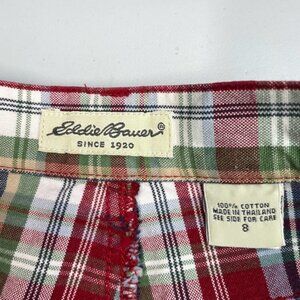 Eddie Bauer®
SINCE 1920
100% COTTON
MADE IN THAILAND
SEE SIDE FOR CARE
8